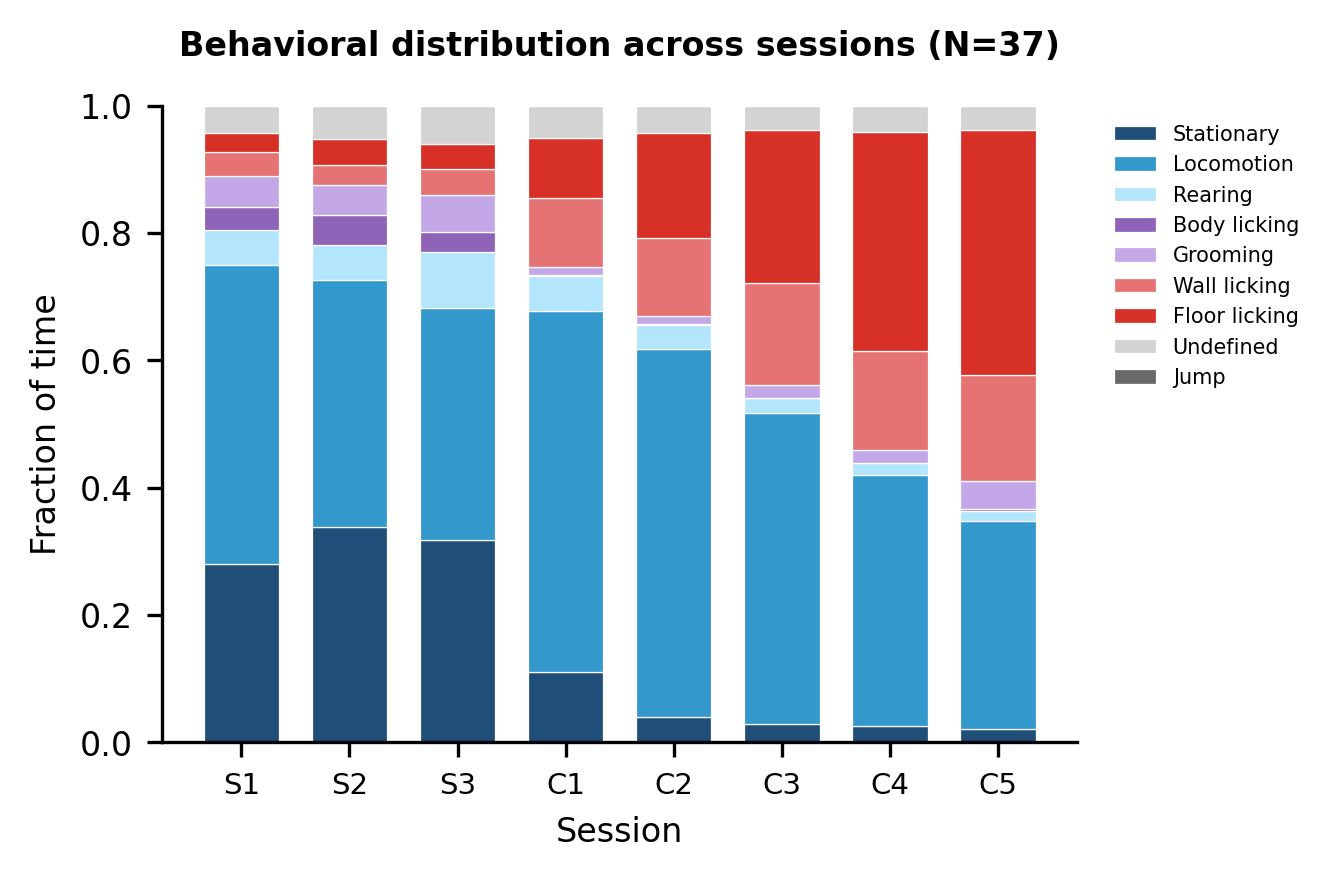 Behavioral distribution across sessions (N=37)
Fraction of time
1.0
0.8
0.6
0.4
0.2
0.0
S1 S2 S3 C1 C2 C3 C4 C5
Session
Stationary
Locomotion
Rearing
Body licking
Grooming
Wall licking
Floor licking
Undefined
Jump